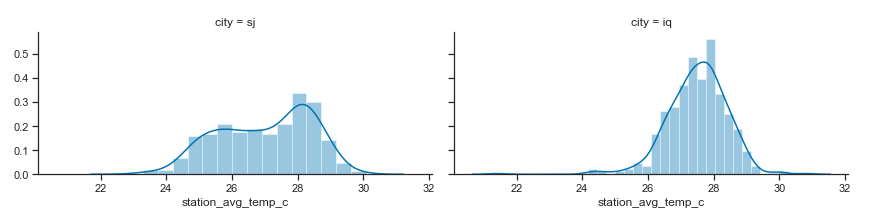 city = sj
city = iq
0.5
0.4
0.3
0.2
0.1
0.0
22 24 26 28 30 32
22 24 26 28 30 32
station_avg_temp_c
station_avg_temp_c